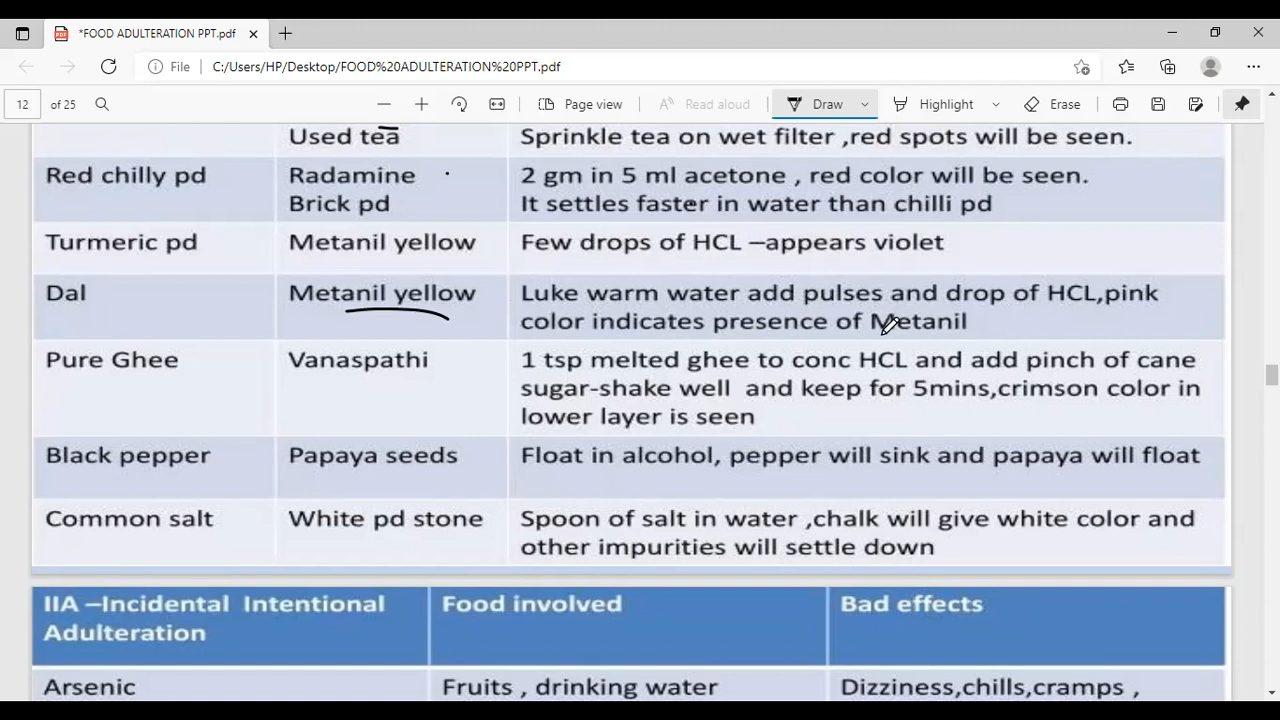 *FOOD ADULTERATION PPT.pdf
File C:/Users/HP/Desktop/FOOD%20ADULTERATION%20PPT.pdf
12 of 25 Page view Read aloud Draw Highlight Erase
Used tea Sprinkle tea on wet filter ,red spots will be seen.
Red chilly pd Radamine 2 gm in 5 ml acetone , red color will be seen.
Brick pd It settles faster in water than chilli pd
Turmeric pd Metanil yellow Few drops of HCL –appears violet
Dal Metanil yellow Luke warm water add pulses and drop of HCL,pink
color indicates presence of Metanil
Pure Ghee Vanaspathi 1 tsp melted ghee to conc HCL and add pinch of cane
sugar-shake well and keep for 5mins,crimson color in
lower layer is seen
Black pepper Papaya seeds Float in alcohol, pepper will sink and papaya will float
Common salt White pd stone Spoon of salt in water ,chalk will give white color and
other impurities will settle down
IIA –Incidental Intentional Food involved Bad effects
Adulteration
Arsenic Fruits , drinking water Dizziness,chills,cramps ,